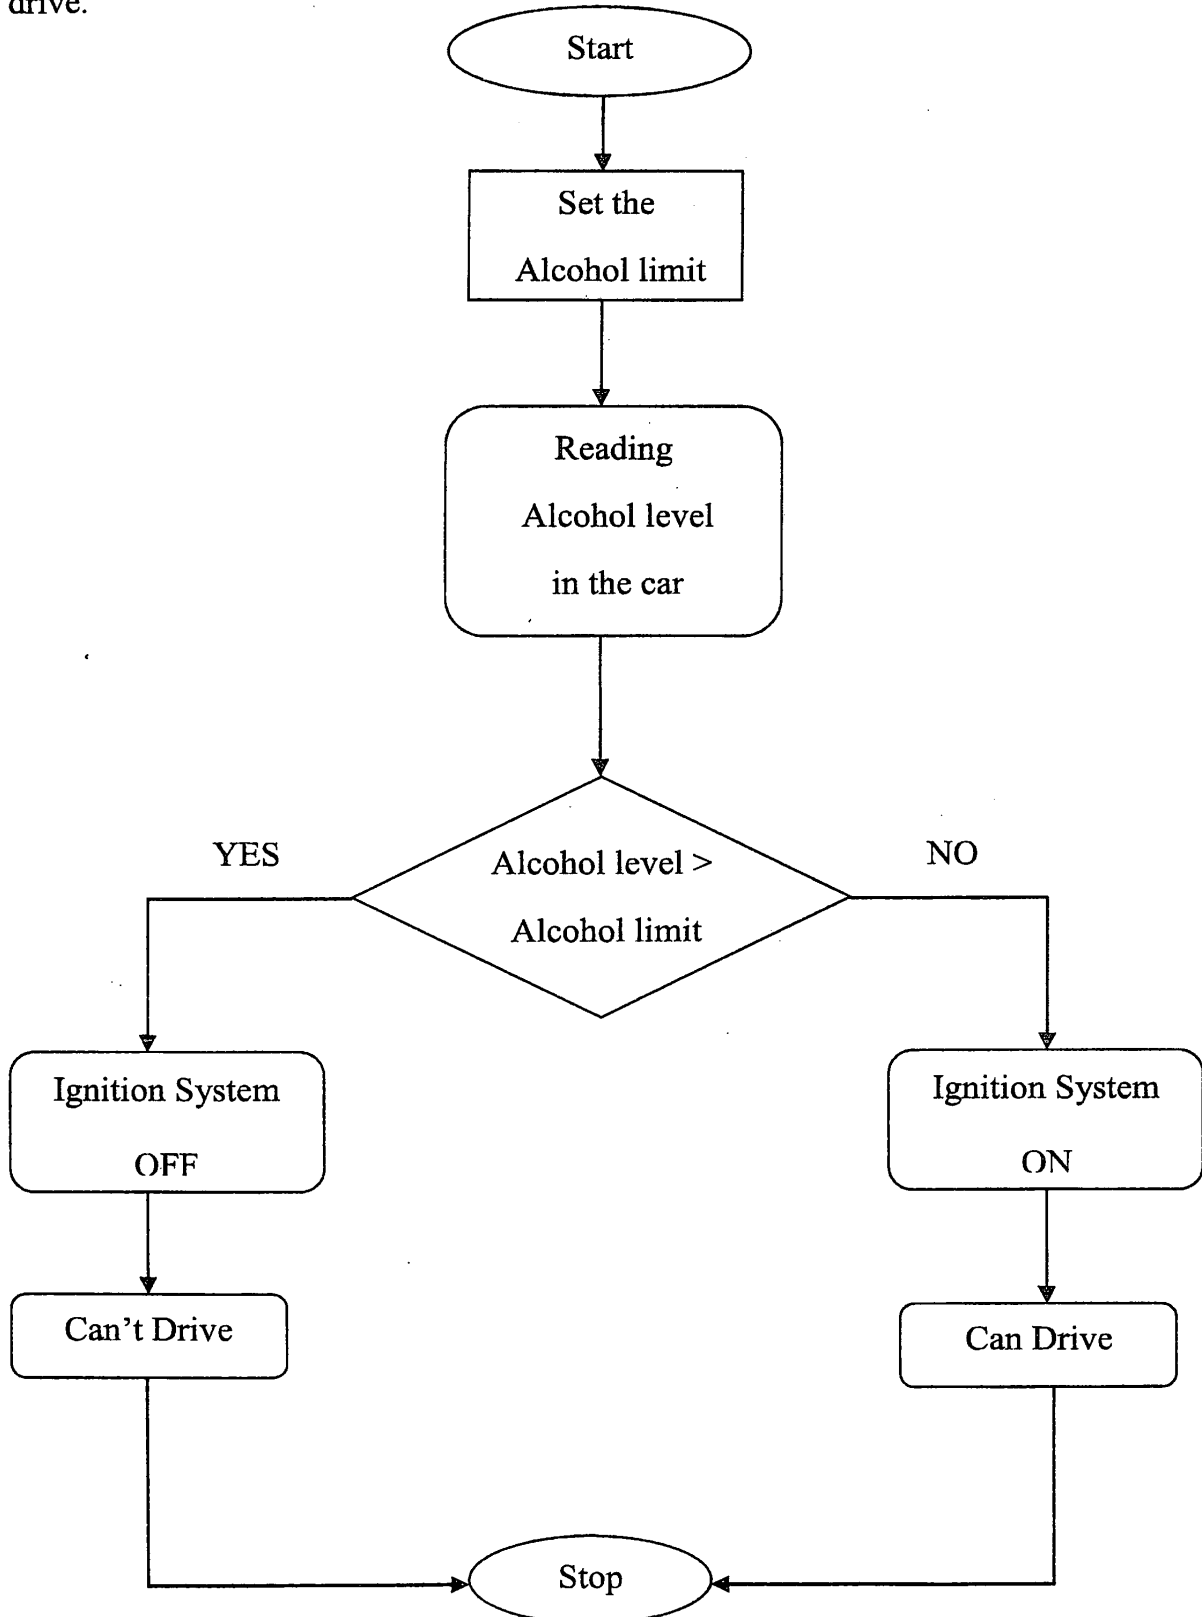 drive.
Start
Set the
Alcohol limit
Reading
Alcohol level
in the car
YES
NO
Alcohol level >
Alcohol limit
Ignition System
OFF
Ignition System
ON
Can't Drive
Can Drive
Stop